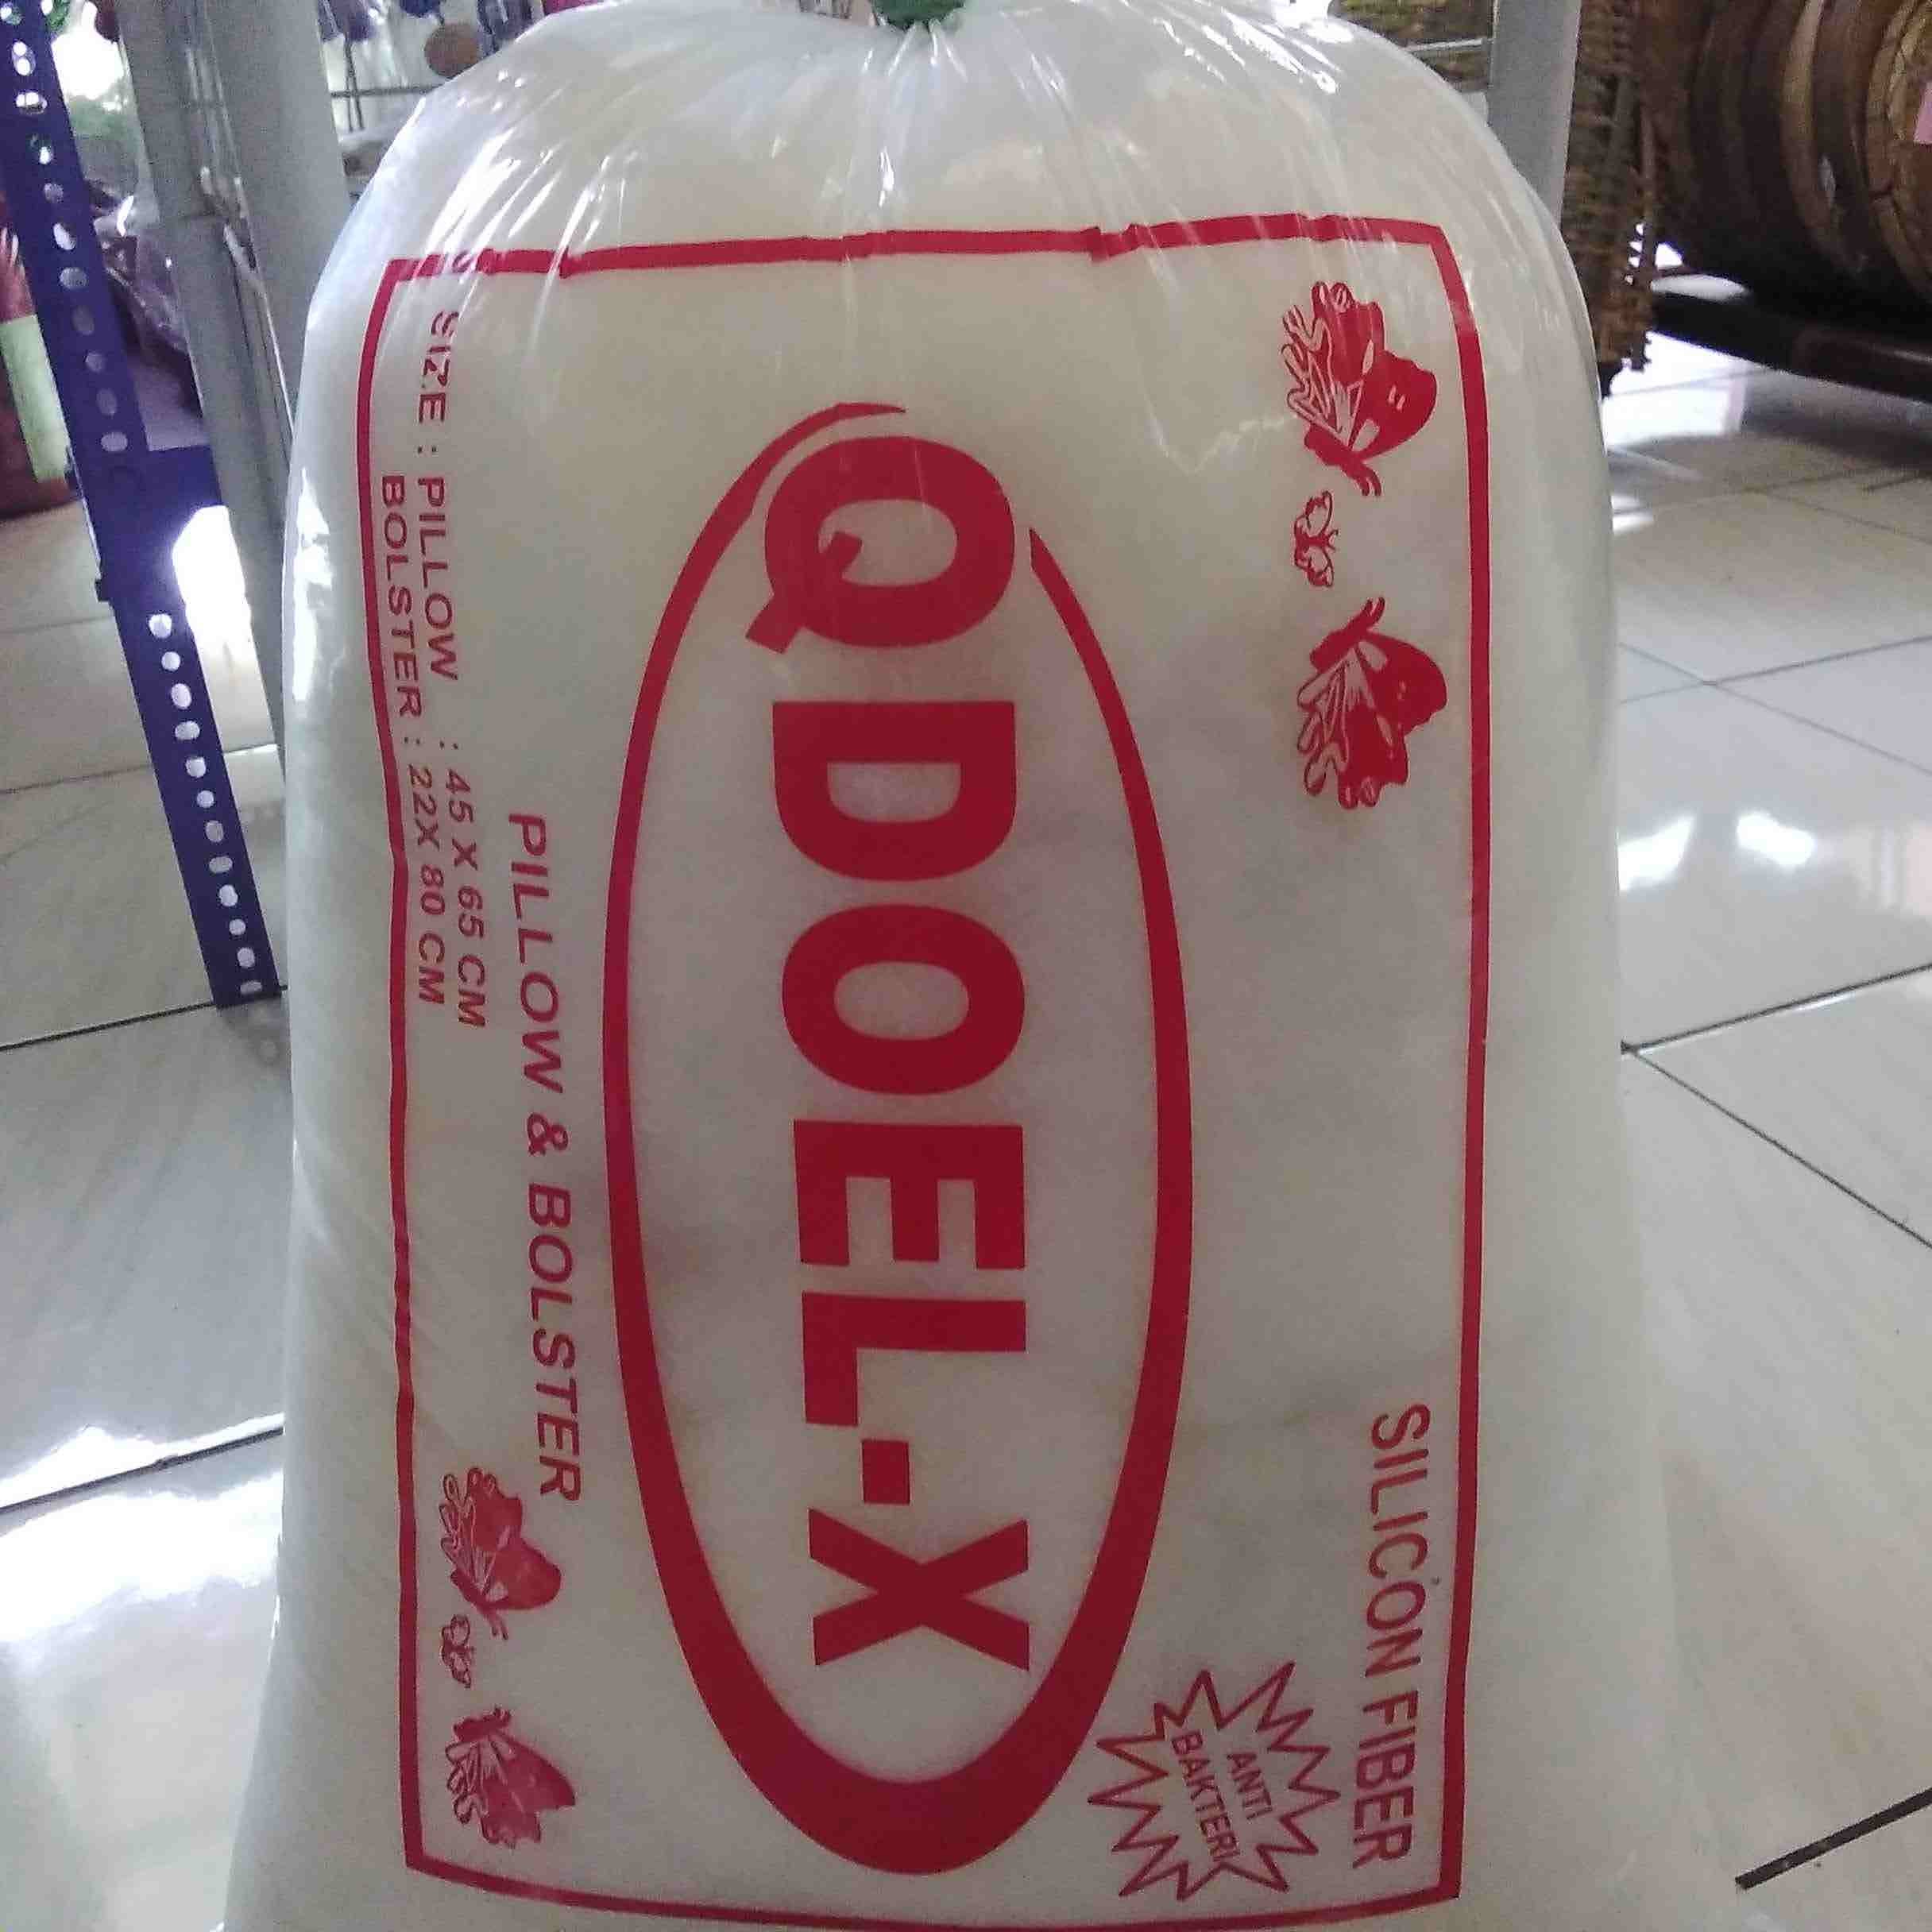 SILICON FIBER
ANTI
BAKTERI
QDOEL-X
PILLOW & BOLSTER
SIZE : PILLOW : 45 X 65 CM
BOLSTER : 22X 80 CM